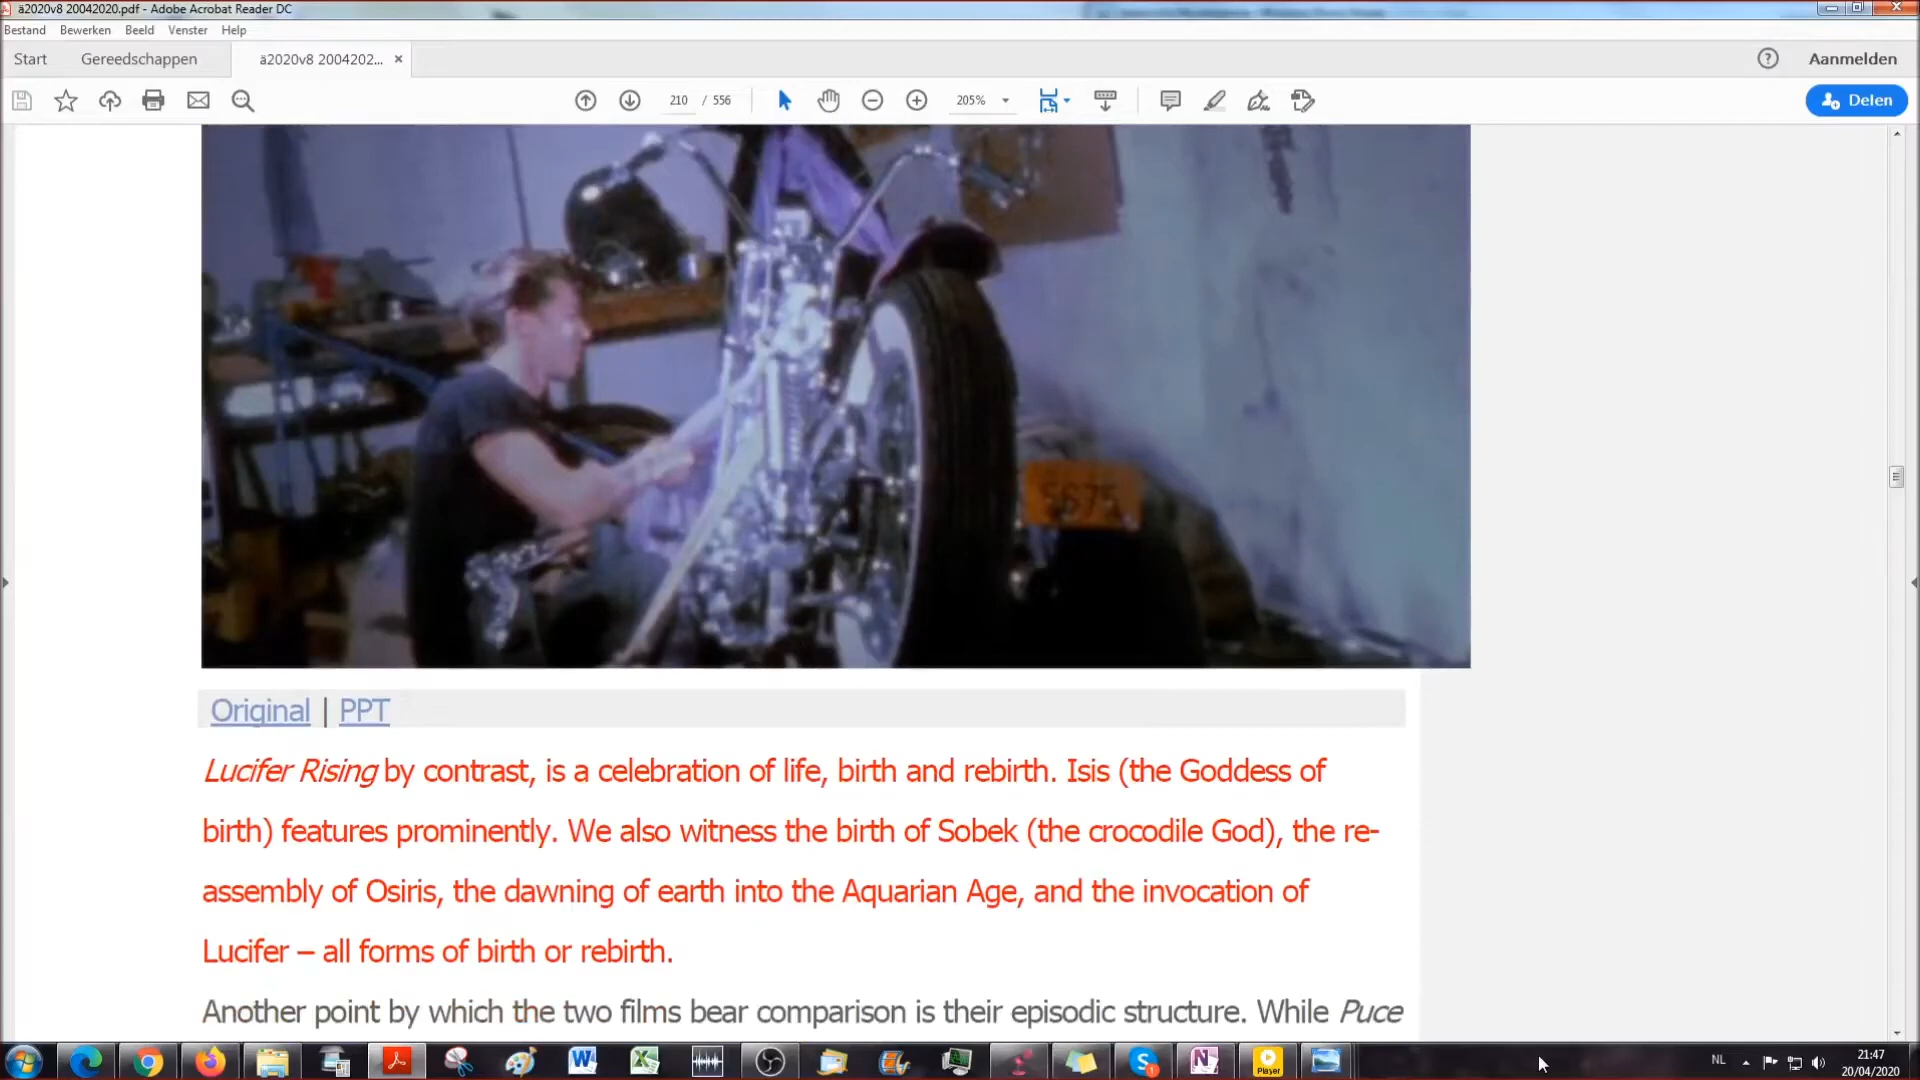 ä2020v8 20042020.pdf - Adobe Acrobat Reader DC
Bestand Bewerken Beeld Venster Help
Start Gereedschappen ä2020v8 2004202... × Aanmelden
210 / 556 205% Delen
5675
Original | PPT
Lucifer Rising by contrast, is a celebration of life, birth and rebirth. Isis (the Goddess of
birth) features prominently. We also witness the birth of Sobek (the crocodile God), the re-
assembly of Osiris, the dawning of earth into the Aquarian Age, and the invocation of
Lucifer – all forms of birth or rebirth.
Another point by which the two films bear comparison is their episodic structure. While Puce
Player
NL
21:47
20/04/2020